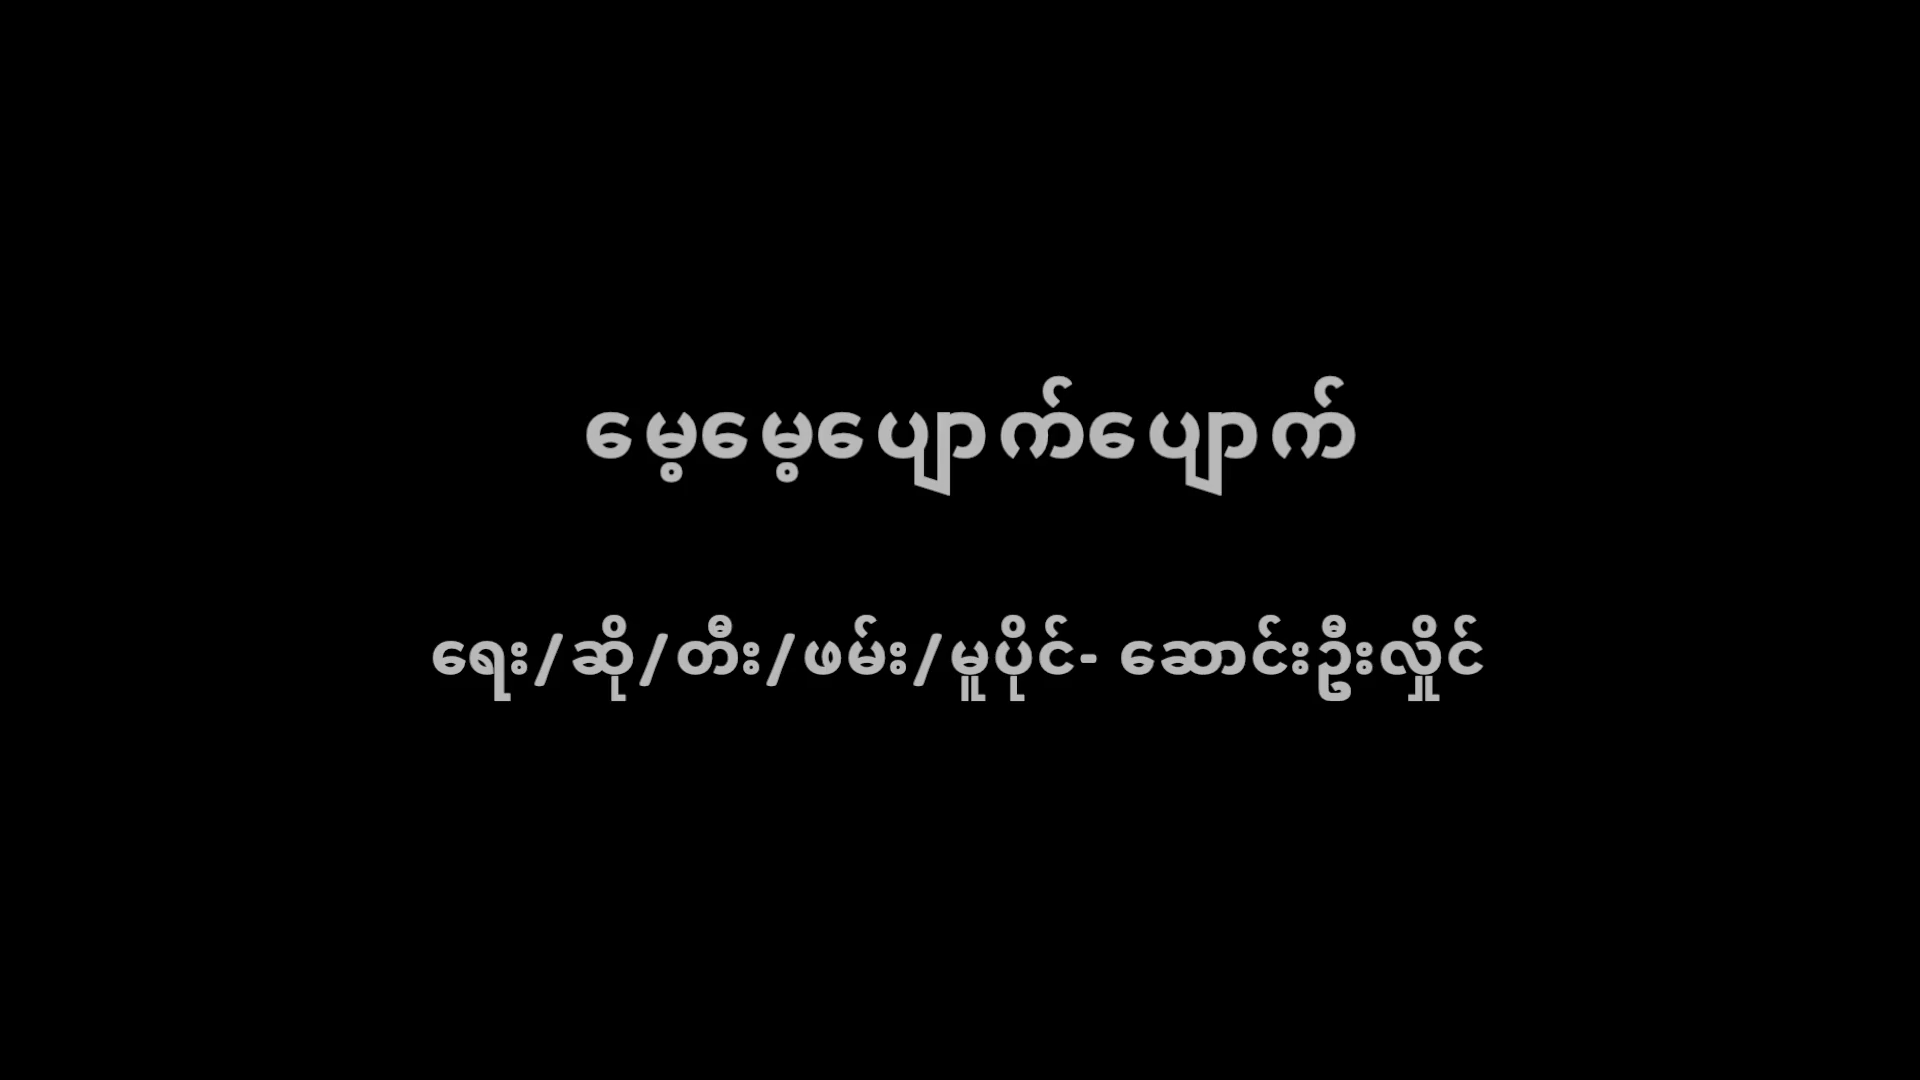 မေ့မေ့ပျောက်ပျောက်
ရေး/ဆို/တီး/ဖမ်း/မူပိုင်- ဆောင်းဦးလှိုင်